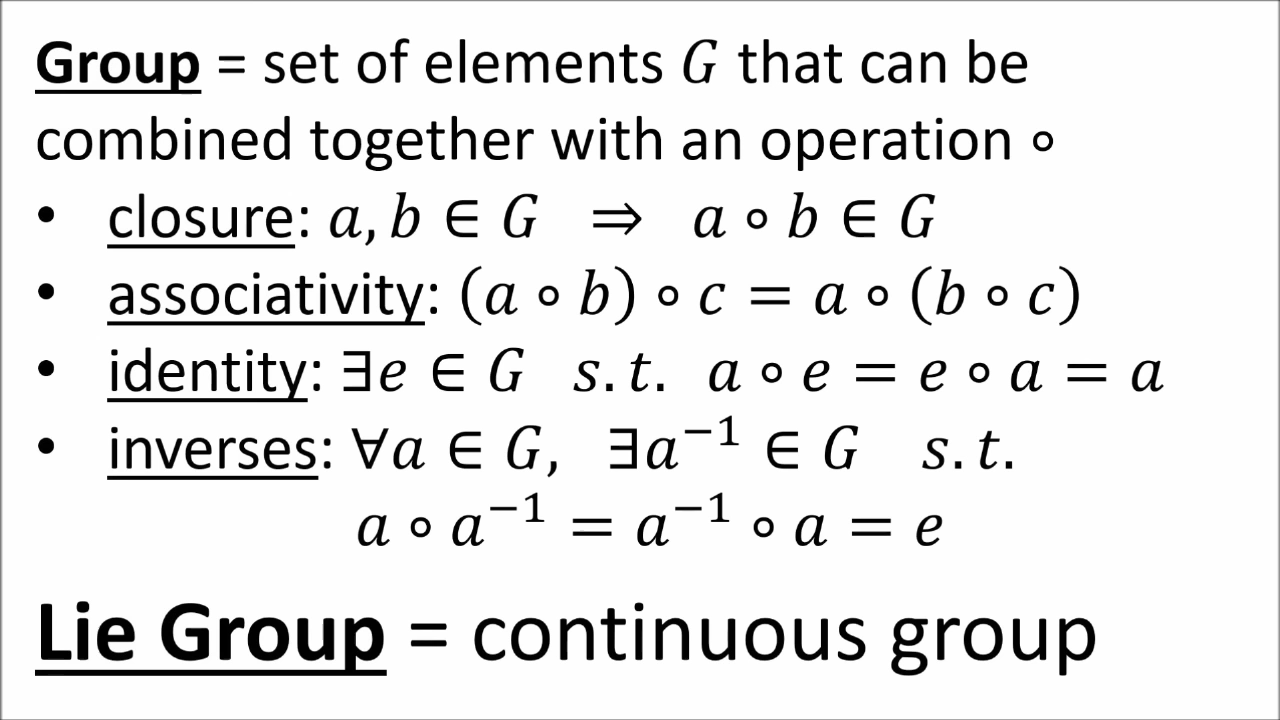 Group = set of elements 𝐺 that can be
combined together with an operation ∘
• closure: 𝑎, 𝑏 ∈ 𝐺 ⇒ 𝑎 ∘ 𝑏 ∈ 𝐺
• associativity: (𝑎 ∘ 𝑏) ∘ 𝑐 = 𝑎 ∘ (𝑏 ∘ 𝑐)
• identity: ∃𝑒 ∈ 𝐺 𝑠.𝑡. 𝑎 ∘ 𝑒 = 𝑒 ∘ 𝑎 = 𝑎
• inverses: ∀𝑎 ∈ 𝐺, ∃𝑎⁻¹ ∈ 𝐺 𝑠.𝑡.
𝑎 ∘ 𝑎⁻¹ = 𝑎⁻¹ ∘ 𝑎 = 𝑒
Lie Group = continuous group